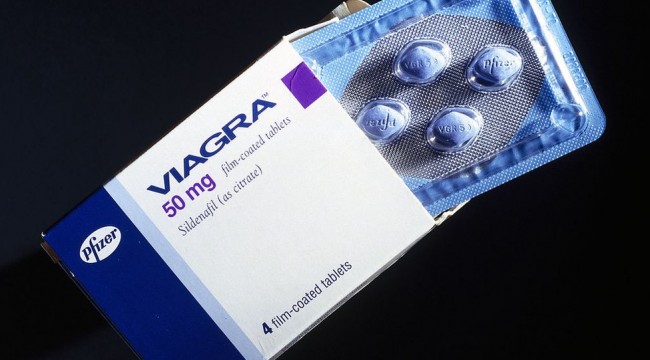 VIAGRA™
50 mg film-coated tablets
Sildenafil (as citrate)
Pfizer
4 film-coated tablets
VGR 50
Pfizer
Pfizer
VGR 50